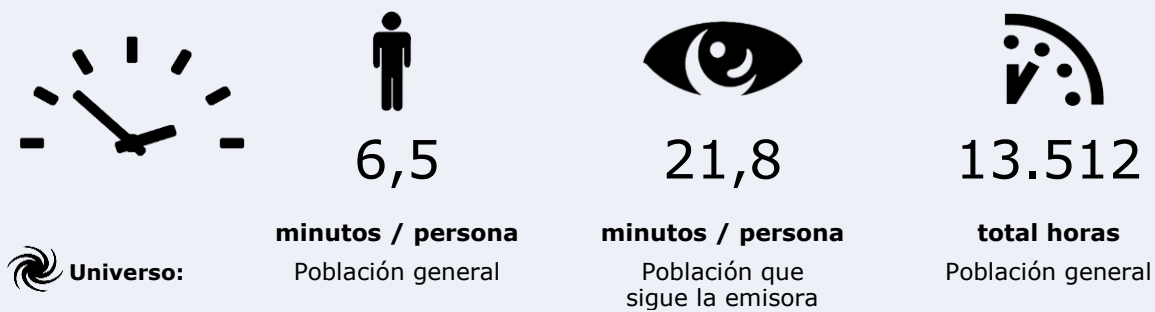 6,5
21,8
13.512
minutos / persona
minutos / persona
total horas
Universo:
Población general
Población que
sigue la emisora
Población general